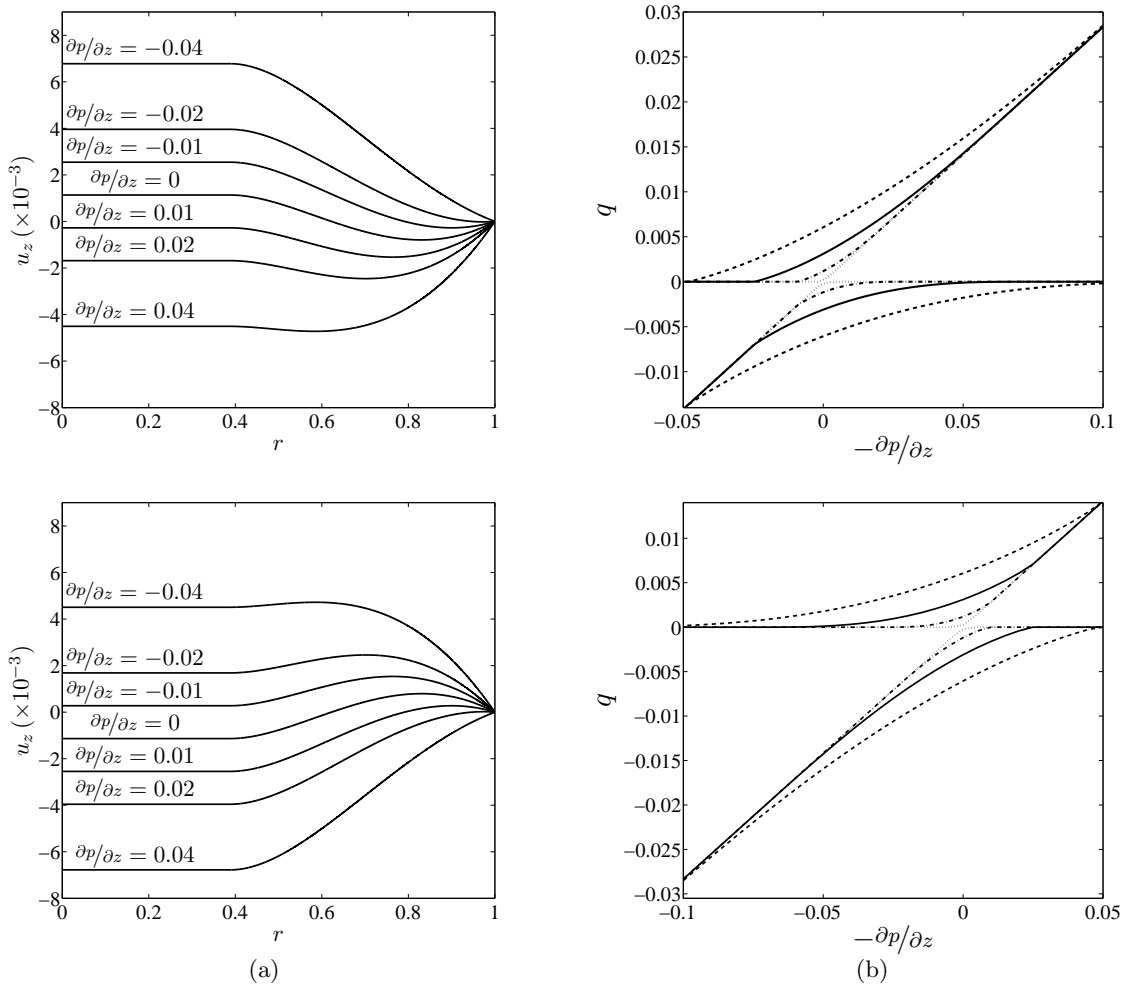 8
6
4
2
0
−2
−4
−6
−8
0
0.2
0.4
0.6
0.8
1
r
u_z (×10^{−3})
∂p/∂z = −0.04
∂p/∂z = −0.02
∂p/∂z = −0.01
∂p/∂z = 0
∂p/∂z = 0.01
∂p/∂z = 0.02
∂p/∂z = 0.04
0.03
0.025
0.02
0.015
0.01
0.005
0
−0.005
−0.01
−0.05
0
0.05
0.1
−∂p/∂z
q
8
6
4
2
0
−2
−4
−6
−8
0
0.2
0.4
0.6
0.8
1
r
u_z (×10^{−3})
∂p/∂z = −0.04
∂p/∂z = −0.02
∂p/∂z = −0.01
∂p/∂z = 0
∂p/∂z = 0.01
∂p/∂z = 0.02
∂p/∂z = 0.04
(a)
0.01
0.005
0
−0.005
−0.01
−0.015
−0.02
−0.025
−0.03
−0.1
−0.05
0
0.05
−∂p/∂z
q
(b)